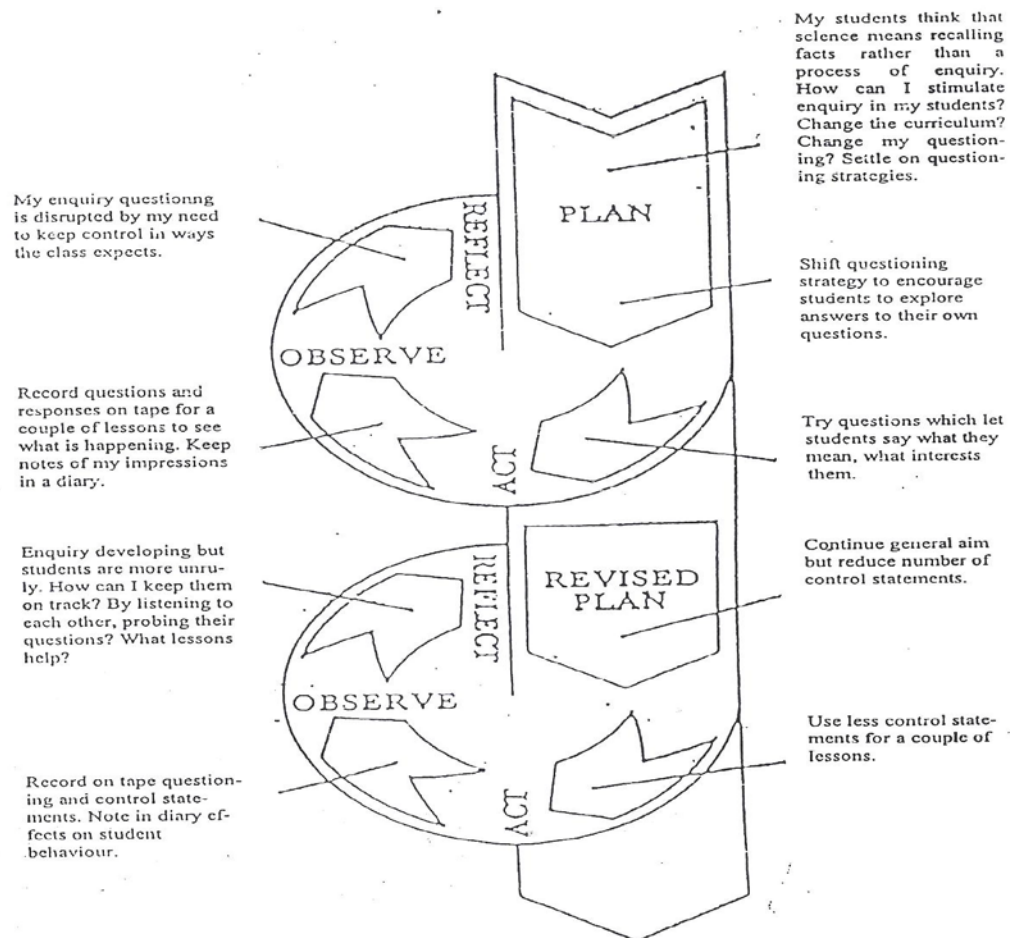 My students think that
science means recalling
facts rather than a
process of enquiry.
How can I stimulate
enquiry in my students?
Change the curriculum?
Change my question-
ing? Settle on question-
ing strategies.
PLAN
Shift questioning
strategy to encourage
students to explore
answers to their own
questions.
Try questions which let
students say what they
mean, what interests
them.
ACT
OBSERVE
Record questions and
responses on tape for a
couple of lessons to see
what is happening. Keep
notes of my impressions
in a diary.
REFLECT
My enquiry questionng
is disrupted by my need
to keep control in ways
the class expects.
REVISED
PLAN
Continue general aim
but reduce number of
control statements.
Use less control state-
ments for a couple of
lessons.
ACT
OBSERVE
Record on tape question-
ing and control state-
ments. Note in diary ef-
fects on student
behaviour.
REFLECT
Enquiry developing but
students are more unru-
ly. How can I keep them
on track? By listening to
each other, probing their
questions? What lessons
help?